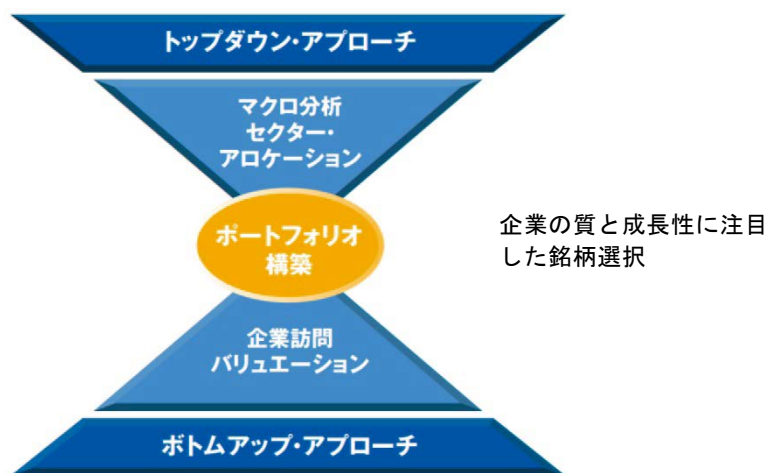 トップダウン・アプローチ
マクロ分析
セクター・
アロケーション
ポートフォリオ
構築
企業の質と成長性に注目
した銘柄選択
企業訪問
バリュエーション
ボトムアップ・アプローチ